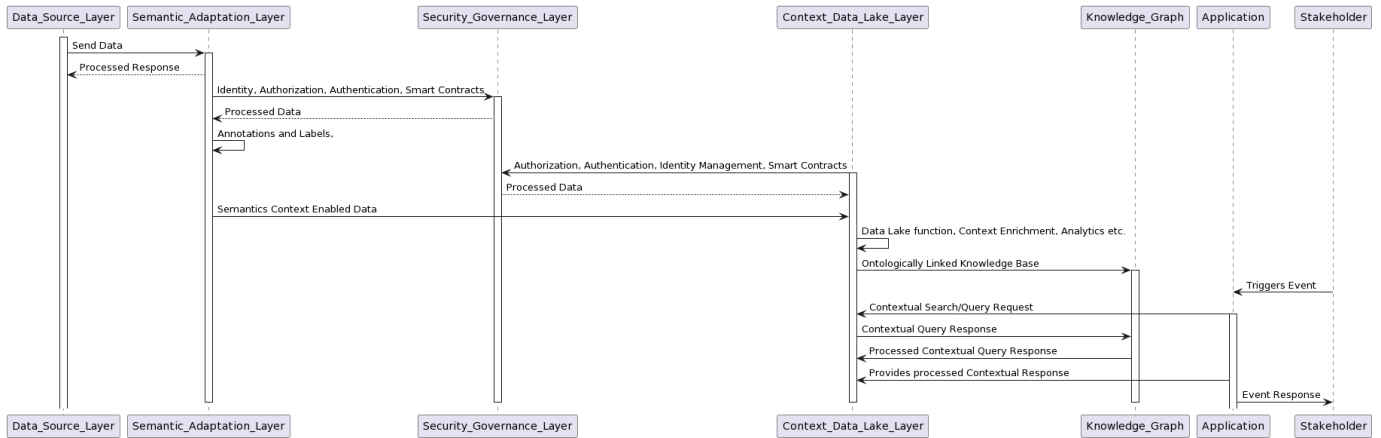 Data_Source_Layer Semantic_Adaptation_Layer Security_Governance_Layer Context_Data_Lake_Layer Knowledge_Graph Application Stakeholder
Send Data
Processed Response
Identity, Authorization, Authentication, Smart Contracts
Processed Data
Annotations and Labels,
Authorization, Authentication, Identity Management, Smart Contracts
Processed Data
Semantics Context Enabled Data
Data Lake function, Context Enrichment, Analytics etc.
Ontologically Linked Knowledge Base
Triggers Event
Contextual Search/Query Request
Contextual Query Response
Processed Contextual Query Response
Provides processed Contextual Response
Event Response
Data_Source_Layer Semantic_Adaptation_Layer Security_Governance_Layer Context_Data_Lake_Layer Knowledge_Graph Application Stakeholder